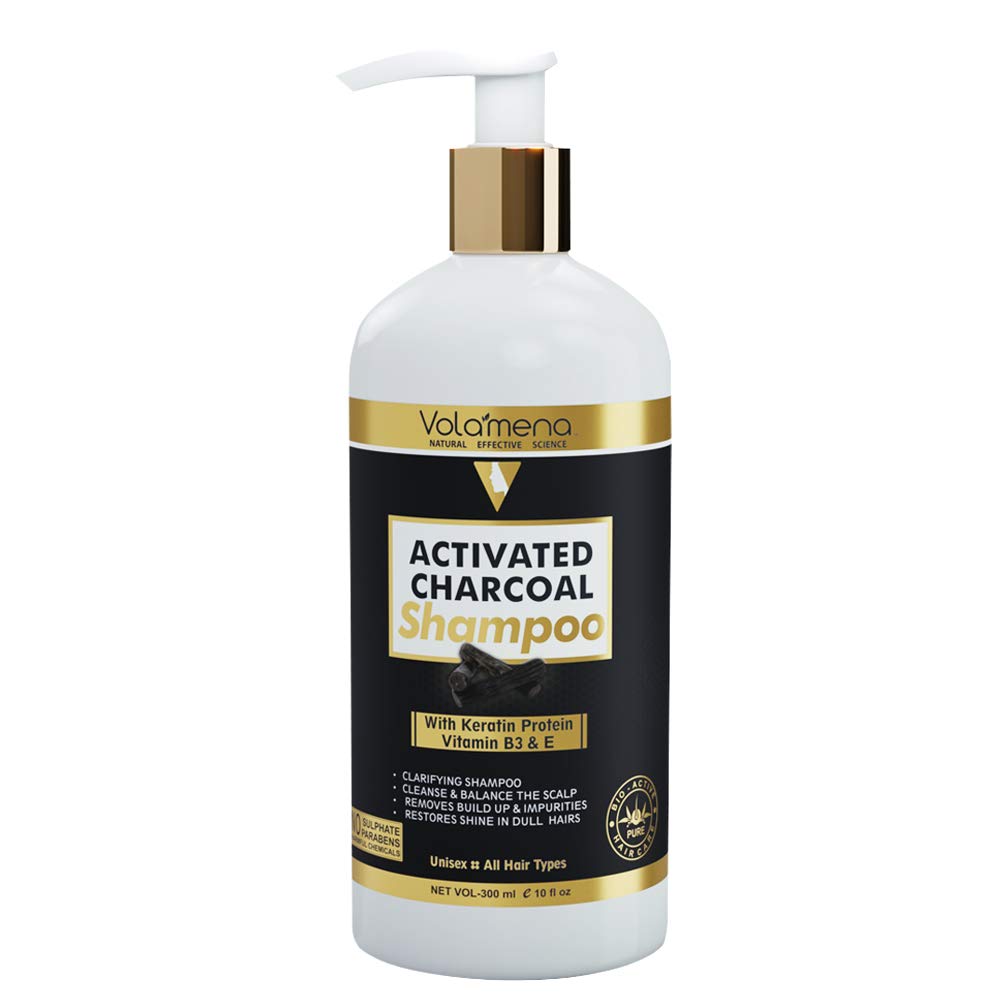 Vola'mena
NATURAL EFFECTIVE SCIENCE
ACTIVATED
CHARCOAL
Shampoo
With Keratin Protein
Vitamin B3 & E
· CLARIFYING SHAMPOO
· CLEANSE & BALANCE THE SCALP
· REMOVES BUILD UP & IMPURITIES
· RESTORES SHINE IN DULL HAIRS
NO SULPHATE
PARABENS
CHEMICALS
BIO-ACTIVE
PURE
HAIRCARE
Unisex :: All Hair Types
NET VOL-300 ml e 10 fl oz